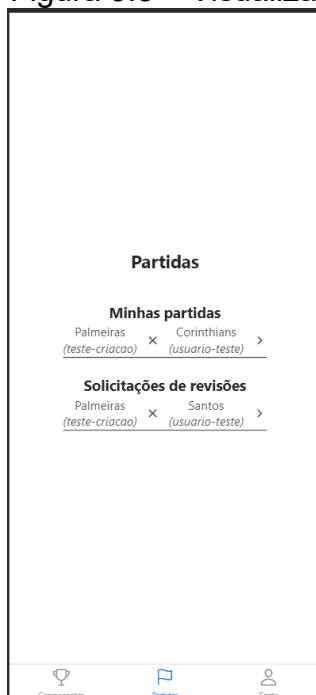 Partidas
Minhas partidas
Palmeiras × Corinthians >
(teste-criacao) (usuario-teste)
Solicitações de revisões
Palmeiras × Santos >
(teste-criacao) (usuario-teste)
Partidas
Conta